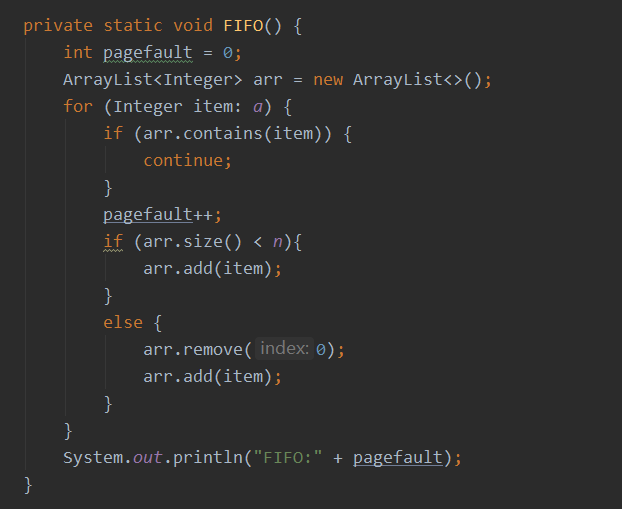 private static void FIFO() {
int pagefault = 0;
ArrayList<Integer> arr = new ArrayList<>();
for (Integer item: a) {
if (arr.contains(item)) {
continue;
}
pagefault++;
if (arr.size() < n){
arr.add(item);
}
else {
arr.remove( index: 0);
arr.add(item);
}
}
System.out.println("FIFO:" + pagefault);
}